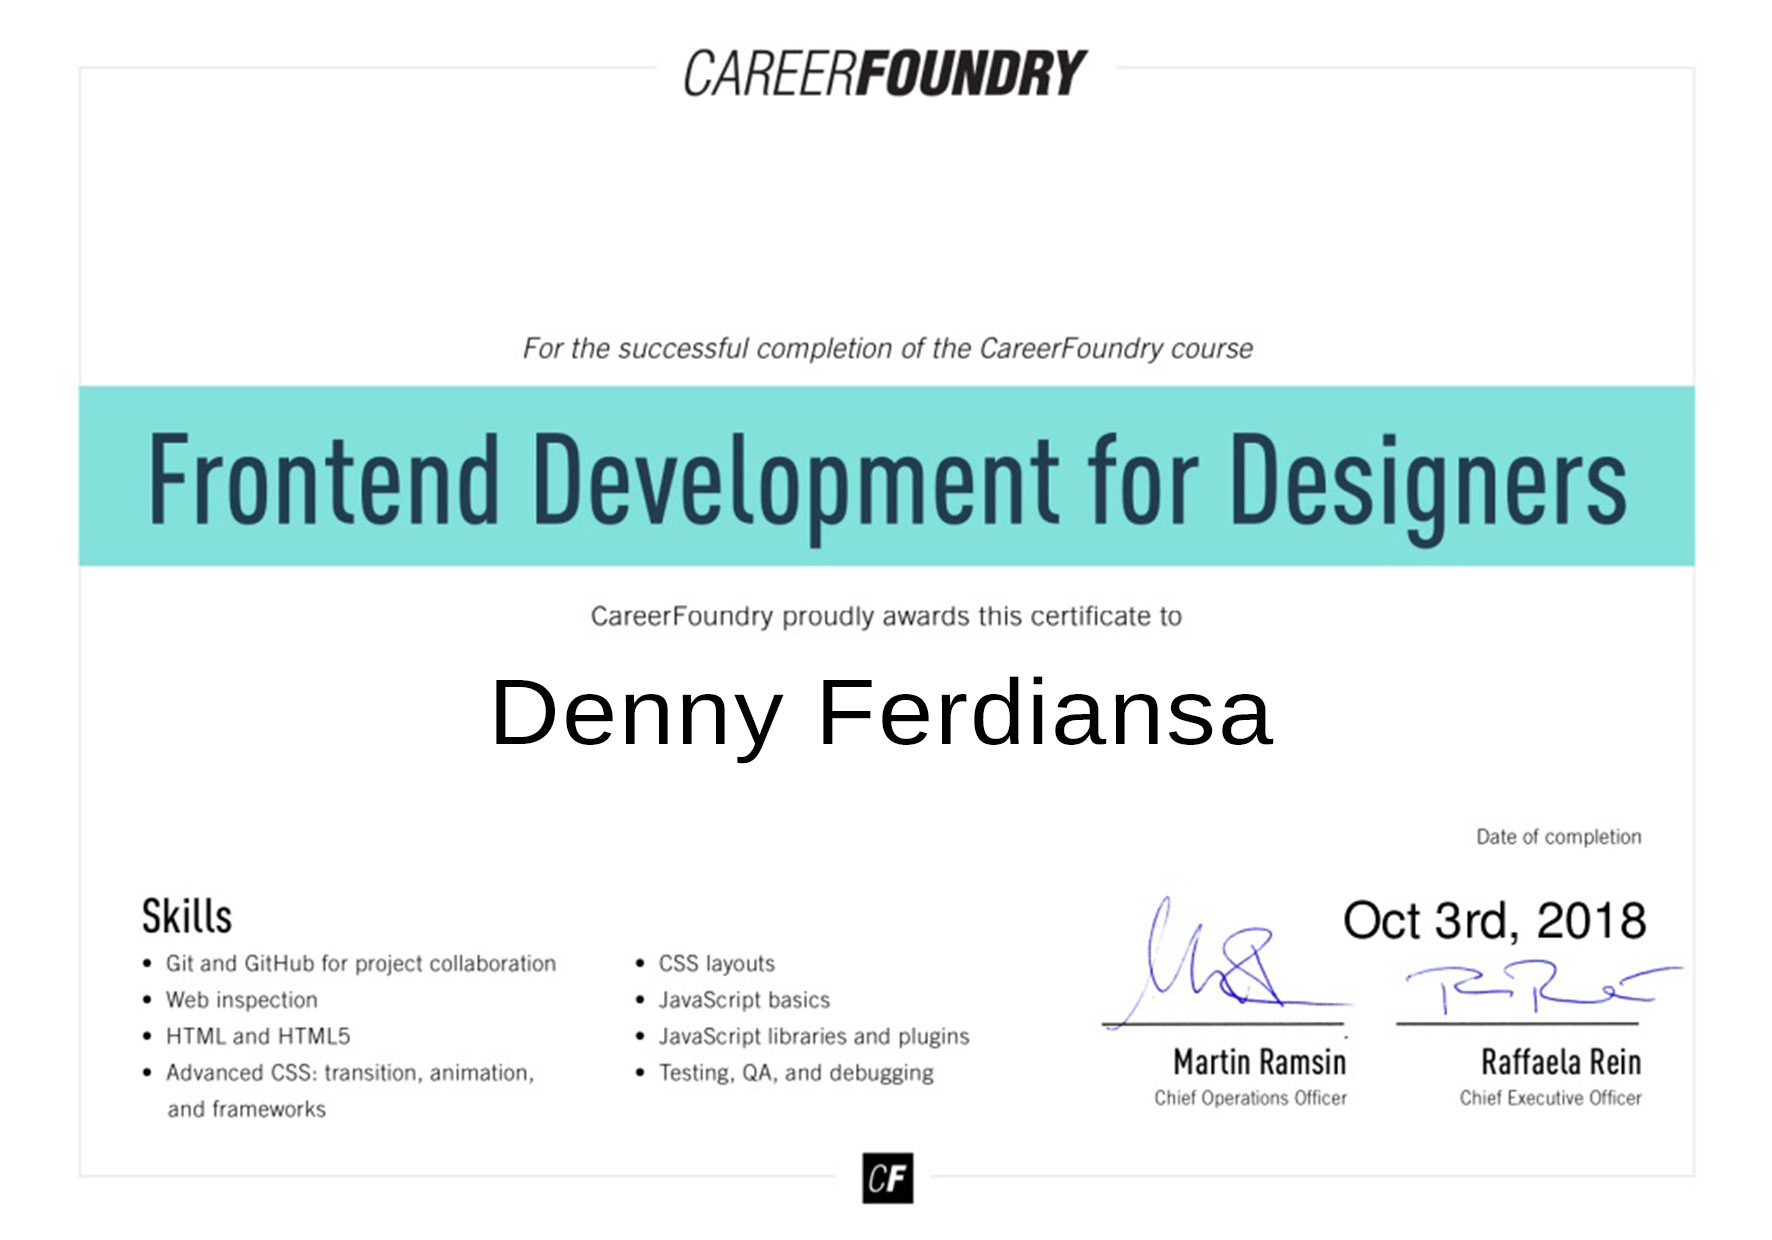 CAREERFOUNDRY
For the successful completion of the CareerFoundry course
Frontend Development for Designers
CareerFoundry proudly awards this certificate to
Denny Ferdiansa
Date of completion
Oct 3rd, 2018
Skills
• Git and GitHub for project collaboration
• Web inspection
• HTML and HTML5
• Advanced CSS: transition, animation,
and frameworks
• CSS layouts
• JavaScript basics
• JavaScript libraries and plugins
• Testing, QA, and debugging
Martin Ramsin
Chief Operations Officer
Raffaela Rein
Chief Executive Officer
CF